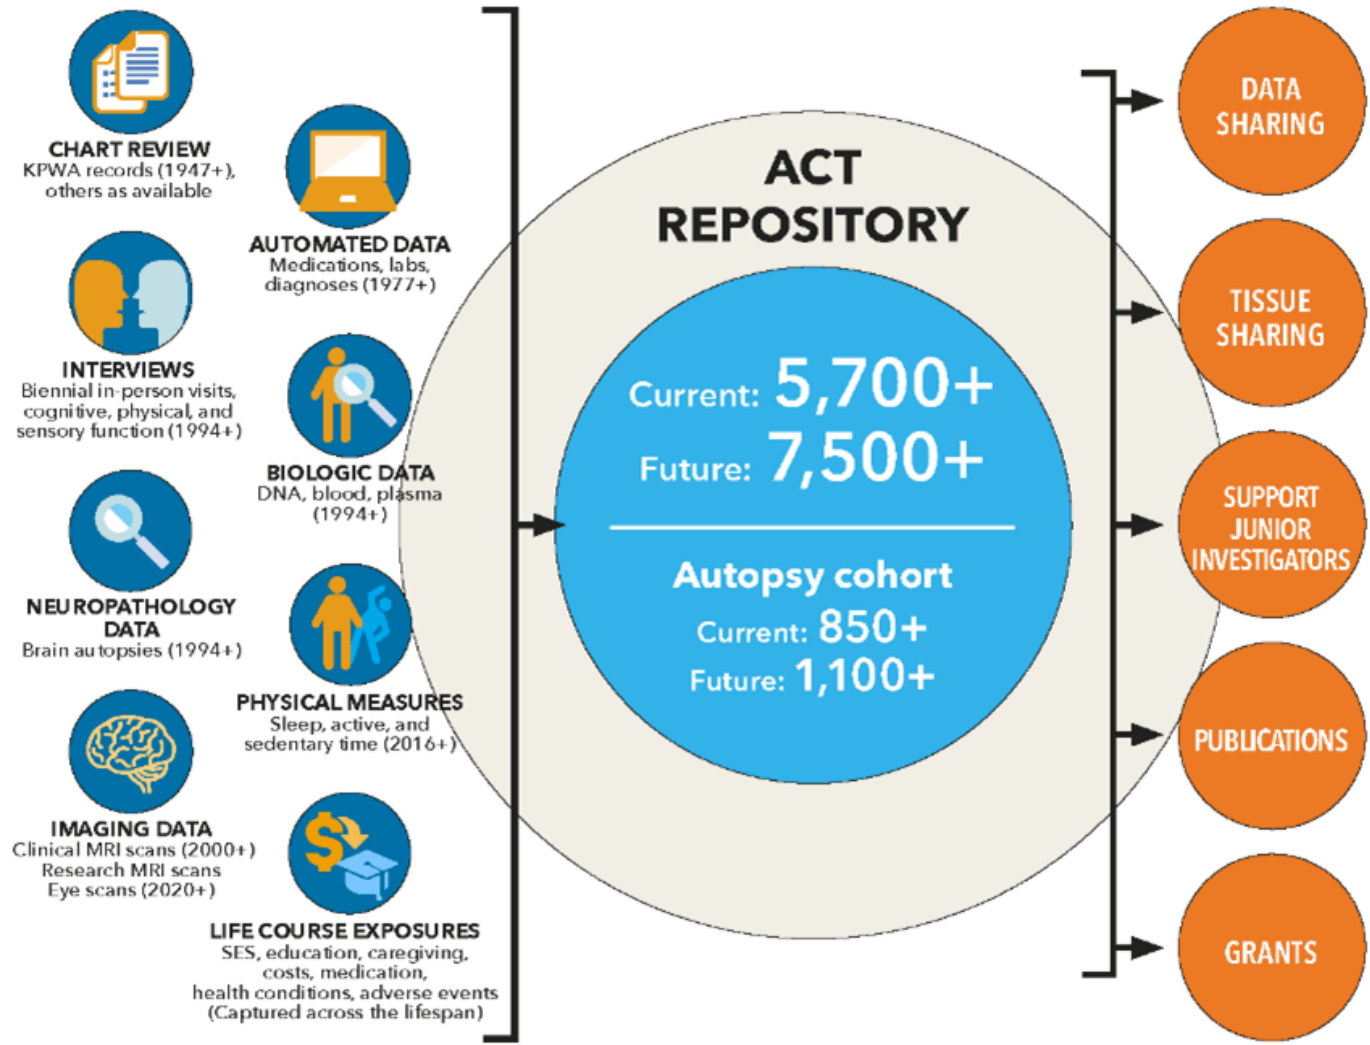 CHART REVIEW
KPWA records (1947+),
others as available
AUTOMATED DATA
Medications, labs,
diagnoses (1977+)
INTERVIEWS
Biennial in-person visits,
cognitive, physical, and
sensory function (1994+)
BIOLOGIC DATA
DNA, blood, plasma
(1994+)
NEUROPATHOLOGY
DATA
Brain autopsies (1994+)
PHYSICAL MEASURES
Sleep, active, and
sedentary time (2016+)
IMAGING DATA
Clinical MRI scans (2000+)
Research MRI scans
Eye scans (2020+)
LIFE COURSE EXPOSURES
SES, education, caregiving,
costs, medication,
health conditions, adverse events
(Captured across the lifespan)
ACT
REPOSITORY
Current: 5,700+
Future: 7,500+
Autopsy cohort
Current: 850+
Future: 1,100+
DATA
SHARING
TISSUE
SHARING
SUPPORT
JUNIOR
INVESTIGATORS
PUBLICATIONS
GRANTS